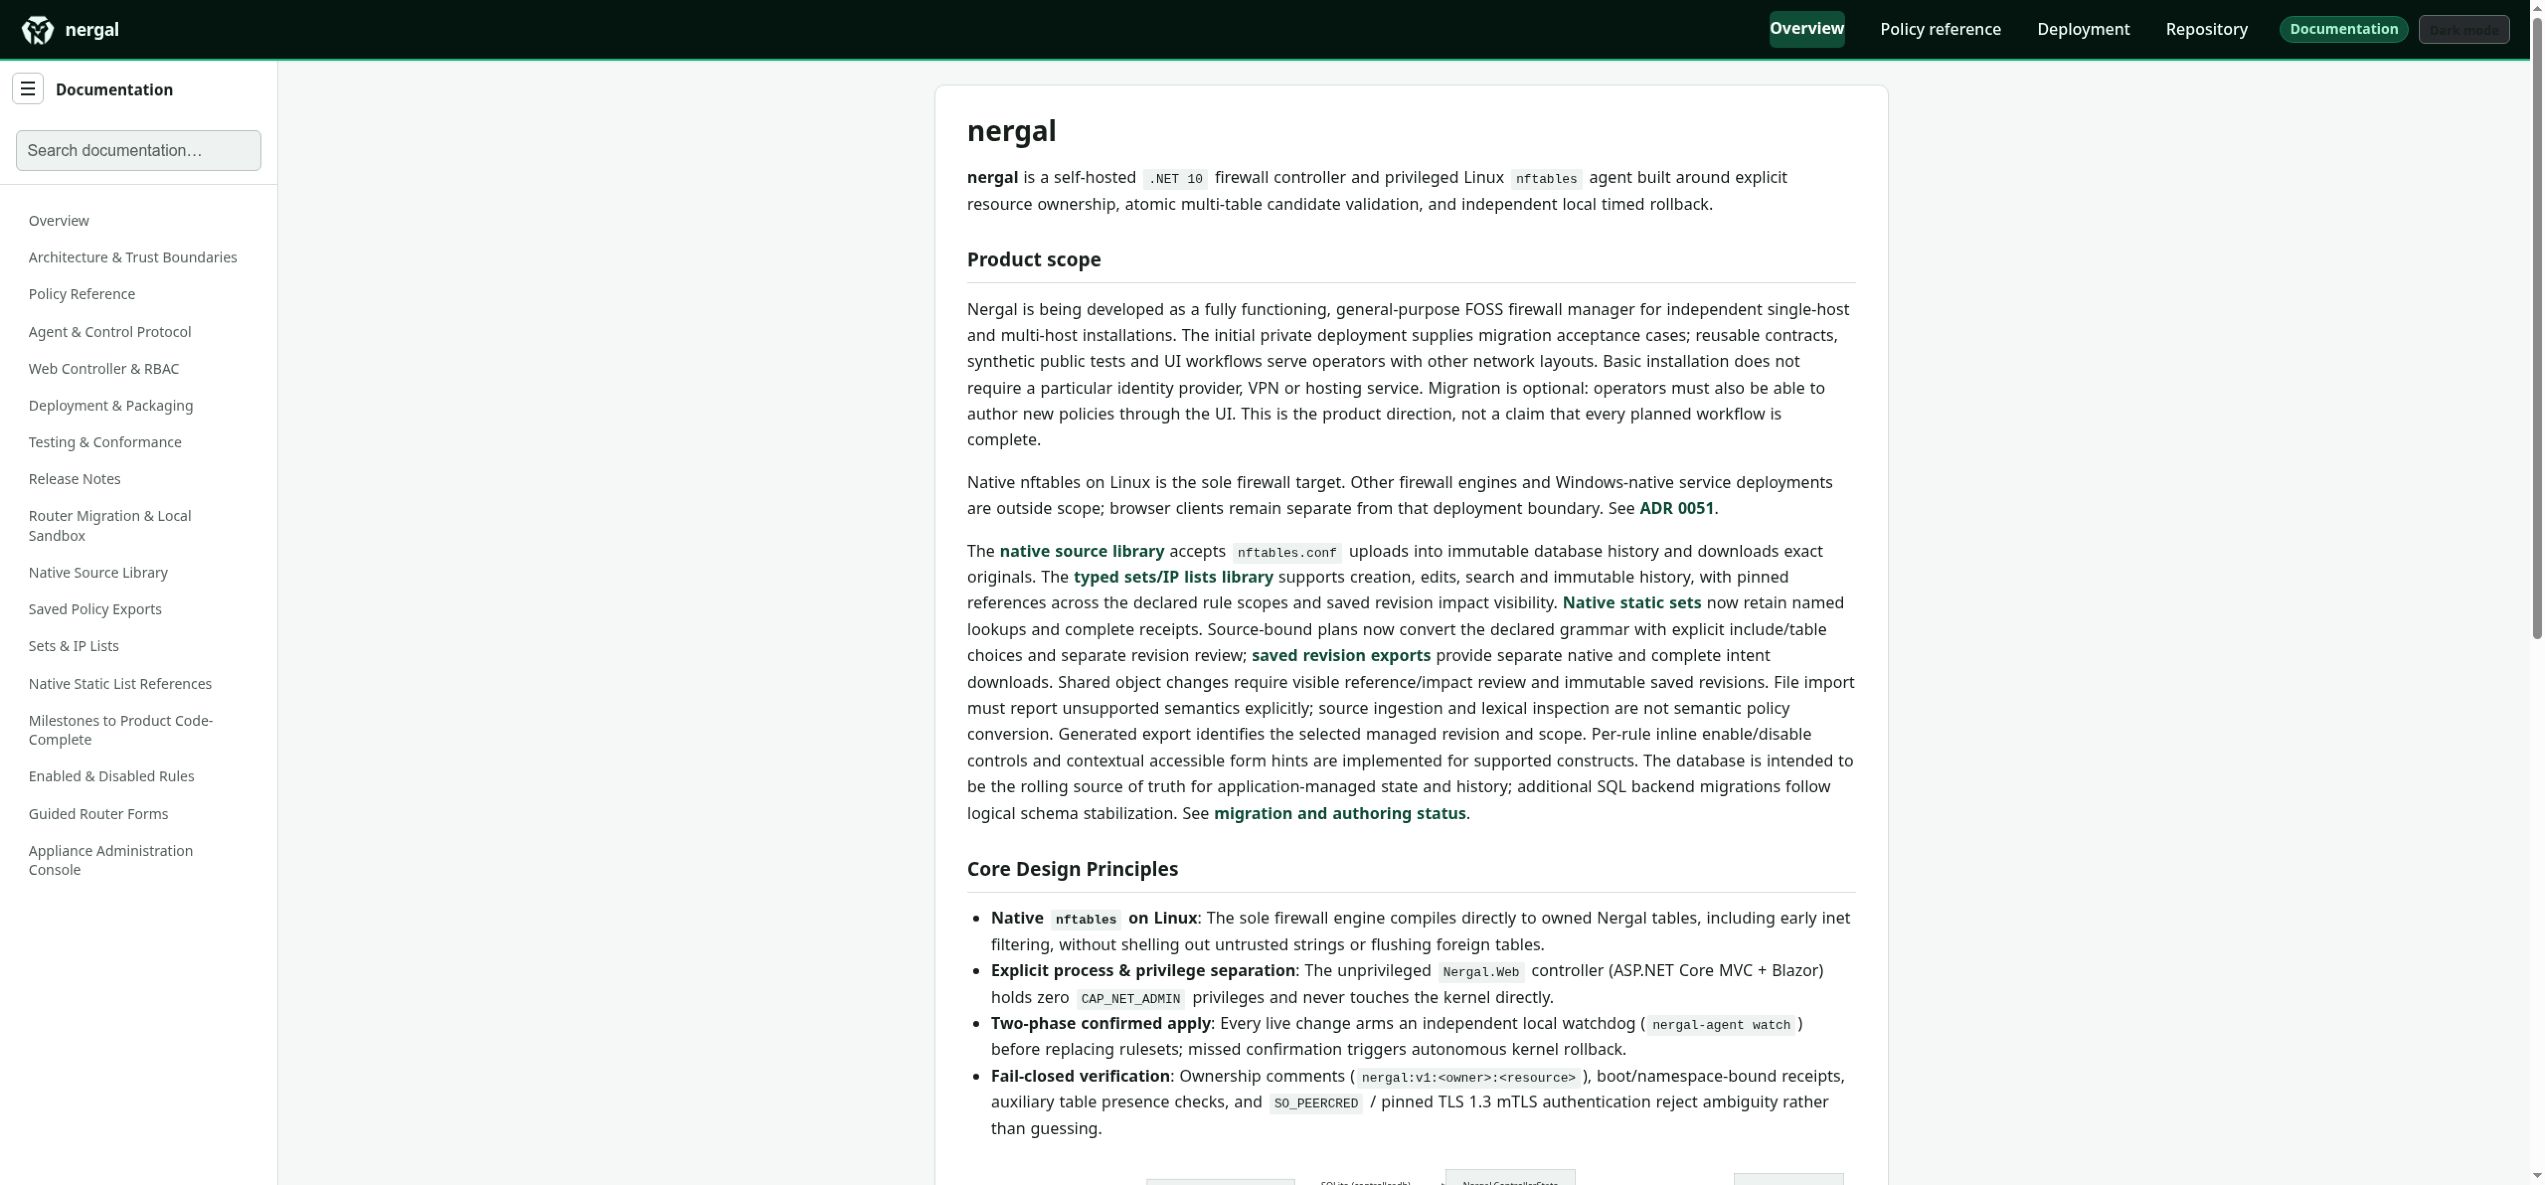 nergal
Overview
Policy reference
Deployment
Repository
Documentation
Dark mode
Documentation
Search documentation…
Overview
Architecture & Trust Boundaries
Policy Reference
Agent & Control Protocol
Web Controller & RBAC
Deployment & Packaging
Testing & Conformance
Release Notes
Router Migration & Local
Sandbox
Native Source Library
Saved Policy Exports
Sets & IP Lists
Native Static List References
Milestones to Product Code-
Complete
Enabled & Disabled Rules
Guided Router Forms
Appliance Administration
Console
nergal
nergal is a self-hosted .NET 10 firewall controller and privileged Linux nftables agent built around explicit
resource ownership, atomic multi-table candidate validation, and independent local timed rollback.
Product scope
Nergal is being developed as a fully functioning, general-purpose FOSS firewall manager for independent single-host
and multi-host installations. The initial private deployment supplies migration acceptance cases; reusable contracts,
synthetic public tests and UI workflows serve operators with other network layouts. Basic installation does not
require a particular identity provider, VPN or hosting service. Migration is optional: operators must also be able to
author new policies through the UI. This is the product direction, not a claim that every planned workflow is
complete.
Native nftables on Linux is the sole firewall target. Other firewall engines and Windows-native service deployments
are outside scope; browser clients remain separate from that deployment boundary. See ADR 0051.
The native source library accepts nftables.conf uploads into immutable database history and downloads exact
originals. The typed sets/IP lists library supports creation, edits, search and immutable history, with pinned
references across the declared rule scopes and saved revision impact visibility. Native static sets now retain named
lookups and complete receipts. Source-bound plans now convert the declared grammar with explicit include/table
choices and separate revision review; saved revision exports provide separate native and complete intent
downloads. Shared object changes require visible reference/impact review and immutable saved revisions. File import
must report unsupported semantics explicitly; source ingestion and lexical inspection are not semantic policy
conversion. Generated export identifies the selected managed revision and scope. Per-rule inline enable/disable
controls and contextual accessible form hints are implemented for supported constructs. The database is intended to
be the rolling source of truth for application-managed state and history; additional SQL backend migrations follow
logical schema stabilization. See migration and authoring status.
Core Design Principles
• Native nftables on Linux: The sole firewall engine compiles directly to owned Nergal tables, including early inet
filtering, without shelling out untrusted strings or flushing foreign tables.
• Explicit process & privilege separation: The unprivileged Nergal.Web controller (ASP.NET Core MVC + Blazor)
holds zero CAP_NET_ADMIN privileges and never touches the kernel directly.
• Two-phase confirmed apply: Every live change arms an independent local watchdog ( nergal-agent watch )
before replacing rulesets; missed confirmation triggers autonomous kernel rollback.
• Fail-closed verification: Ownership comments ( nergal:v1:<owner>:<resource> ), boot/namespace-bound receipts,
auxiliary table presence checks, and SO_PEERCRED / pinned TLS 1.3 mTLS authentication reject ambiguity rather
than guessing.